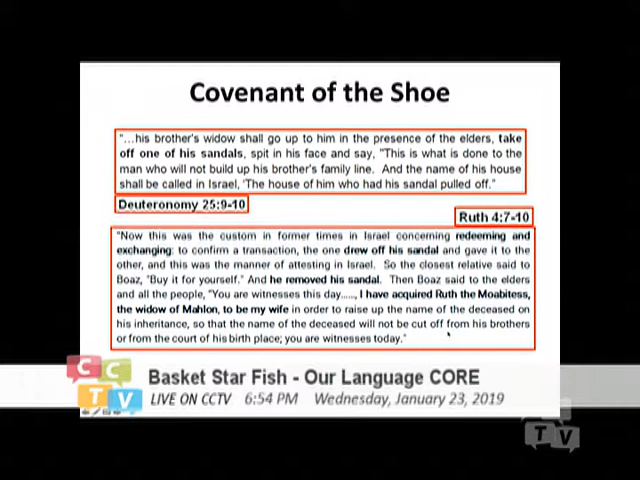 Covenant of the Shoe
"…his brother's widow shall go up to him in the presence of the elders, take
off one of his sandals, spit in his face and say, "This is what is done to the
man who will not build up his brother's family line. And the name of his house
shall be called in Israel, 'The house of him who had his sandal pulled off."
Deuteronomy 25:9-10
Ruth 4:7-10
"Now this was the custom in former times in Israel concerning redeeming and
exchanging: to confirm a transaction, the one drew off his sandal and gave it to the
other, and this was the manner of attesting in Israel. So the closest relative said to
Boaz, "Buy it for yourself." And he removed his sandal. Then Boaz said to the elders
and all the people, "You are witnesses this day....., I have acquired Ruth the Moabitess,
the widow of Mahlon, to be my wife in order to raise up the name of the deceased on
his inheritance, so that the name of the deceased will not be cut off from his brothers
or from the court of his birth place; you are witnesses today."
CCTV
Basket Star Fish - Our Language CORE
LIVE ON CCTV 6:54 PM Wednesday, January 23, 2019
TV